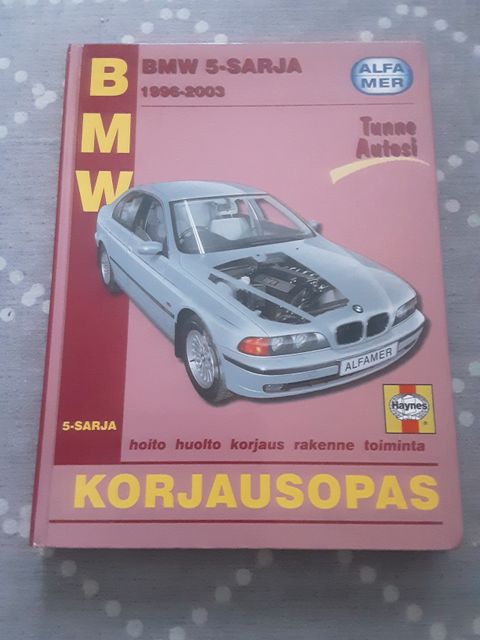 BMW
BMW 5-SARJA
1996-2003
ALFA
MER
Tunne
Autosi
ALFAMER
Haynes
®
5-SARJA
hoito huolto korjaus rakenne toiminta
KORJAUSOPAS